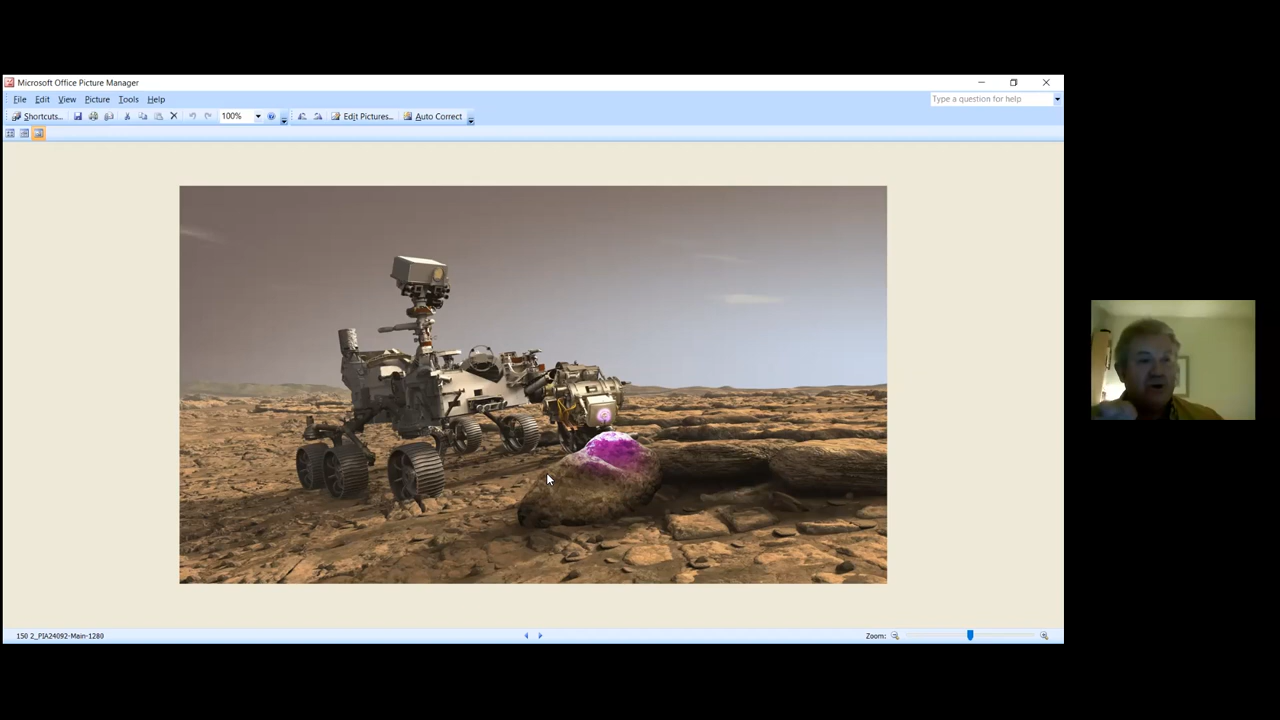 Microsoft Office Picture Manager
File Edit View Picture Tools Help
Type a question for help
Shortcuts...
100%
Edit Pictures...
Auto Correct
150 2_PIA24092-Main-1280
Zoom: